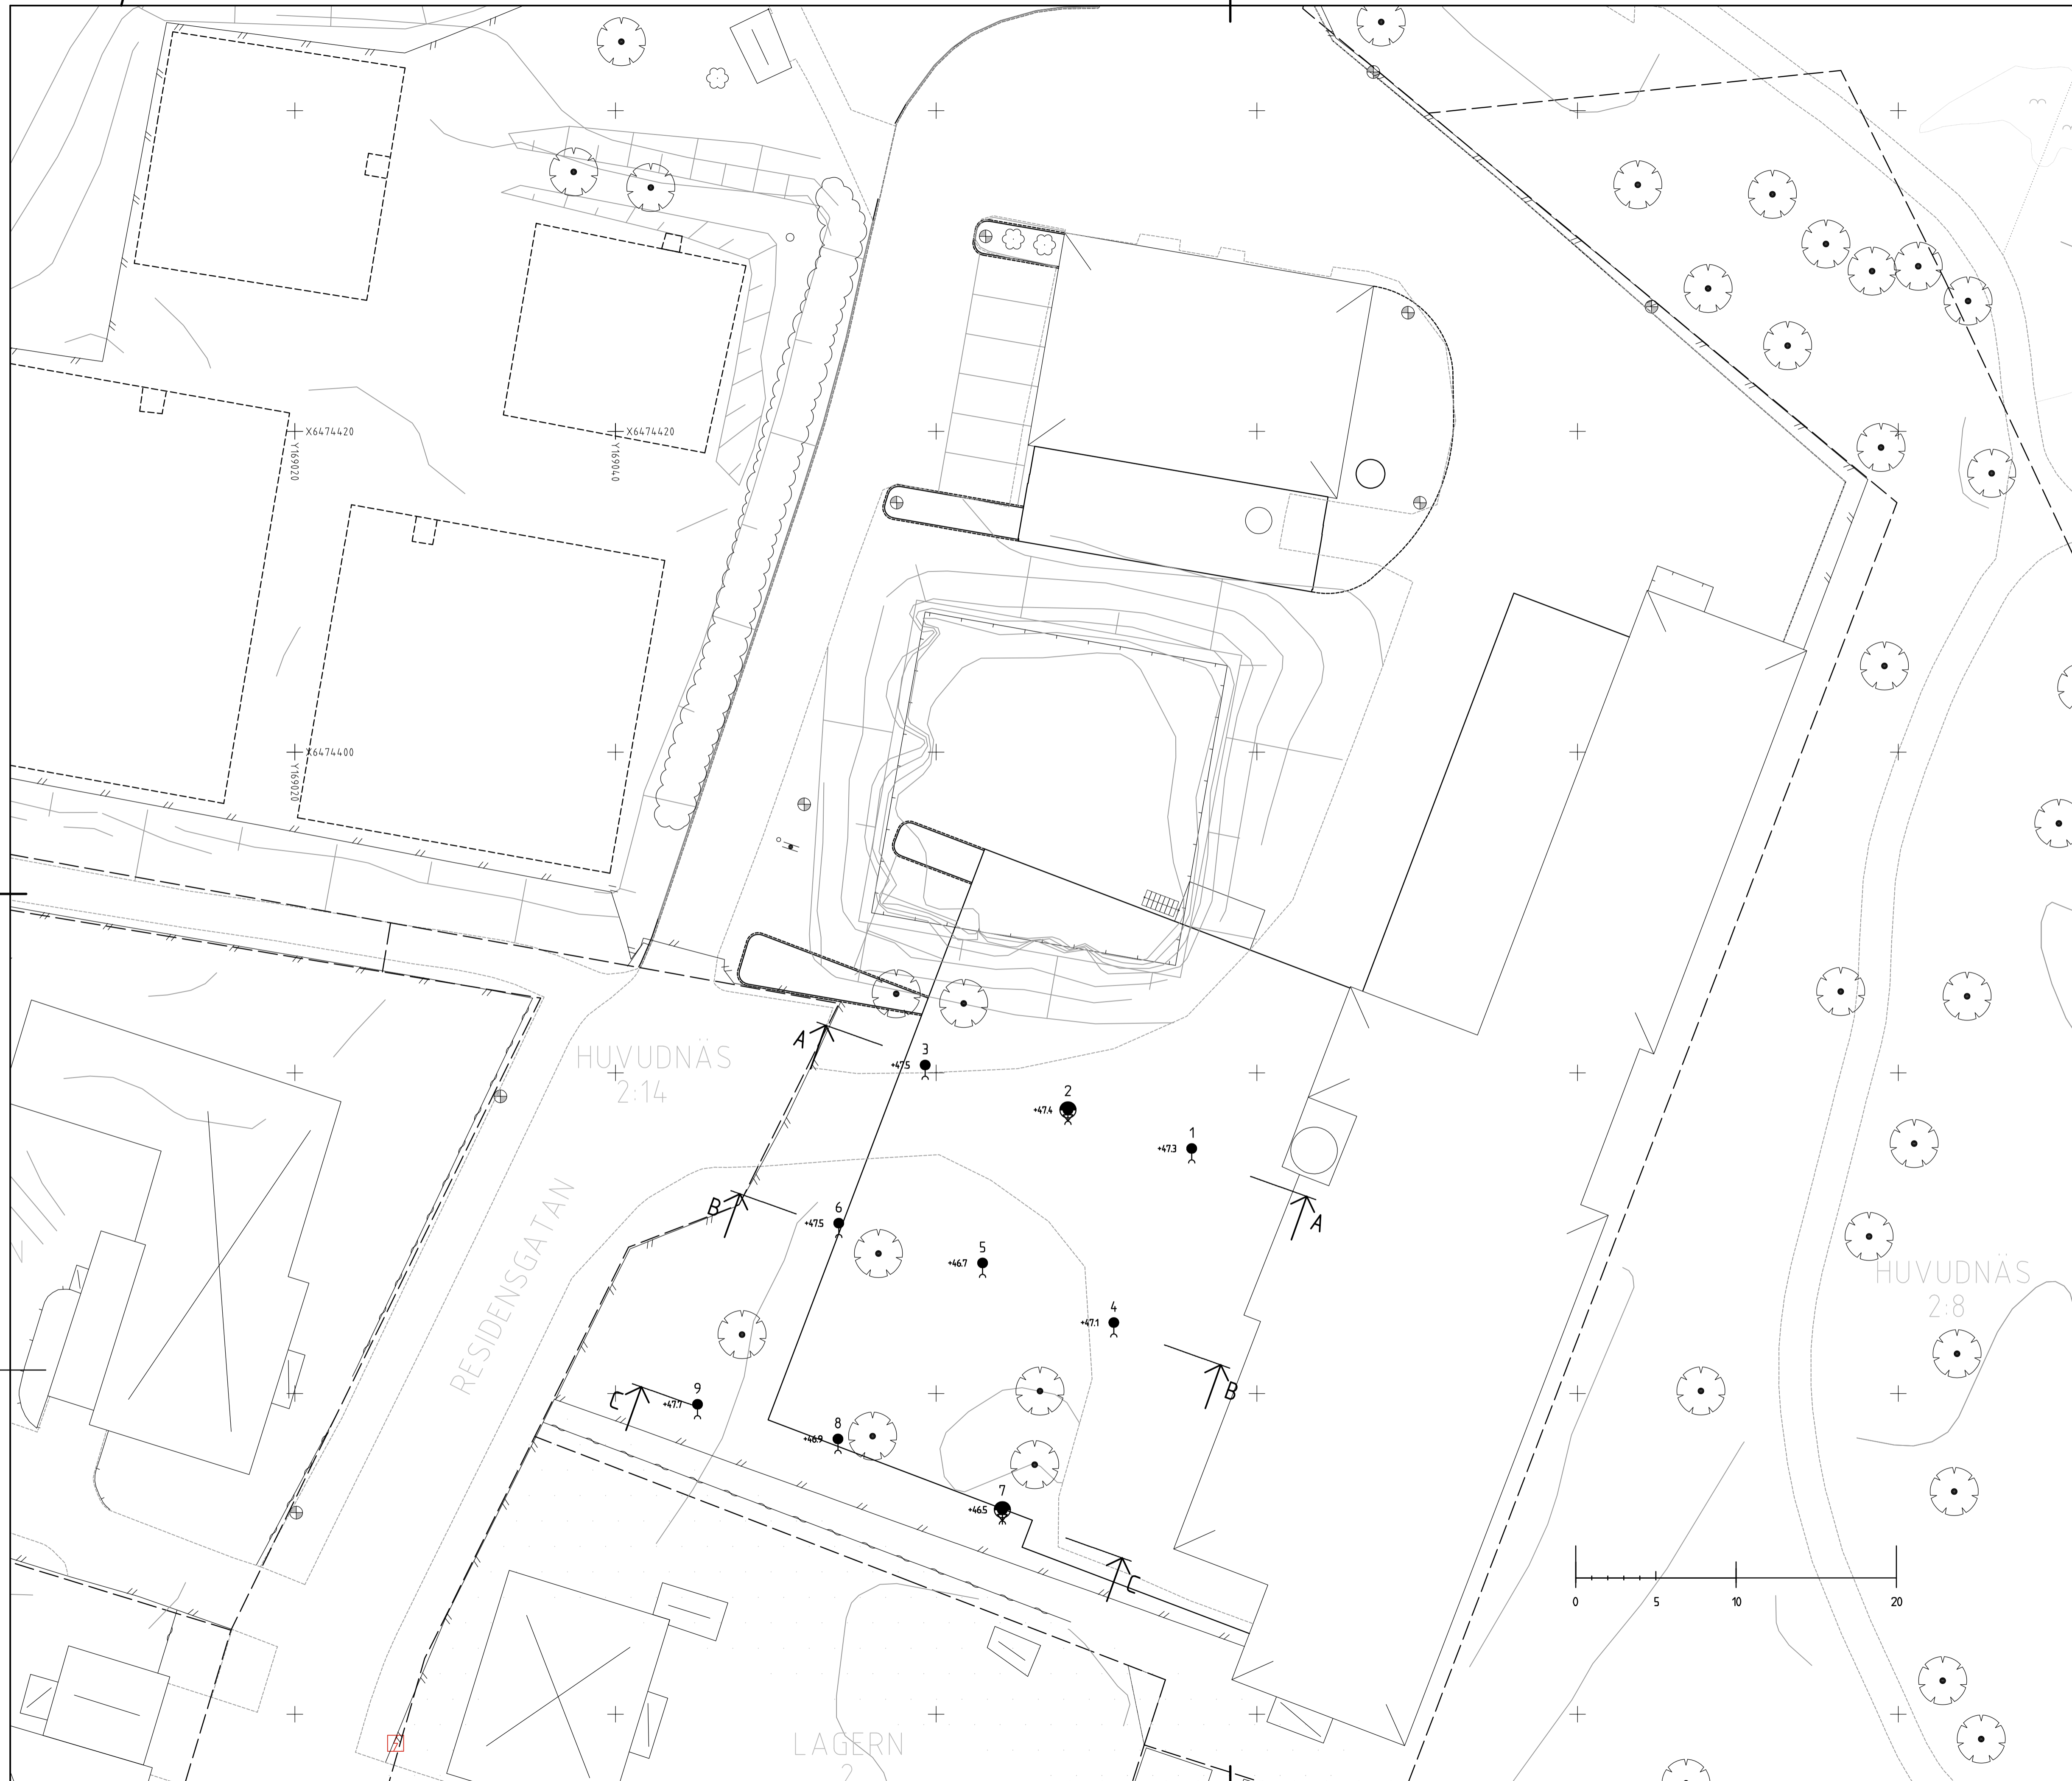 X6474420
Y169020
X6474420
Y169040
X6474400
Y169020
HUVUDNÄS
2:14
A
3
+47.5
2
+47.4
1
+47.3
A
RESIDENSGATAN
B
6
+47.5
5
+46.7
4
+47.1
B
HUVUDNÄS
2:8
C
9
+47.7
8
+46.9
7
+46.5
C
0 5 10 20
LAGERN
2